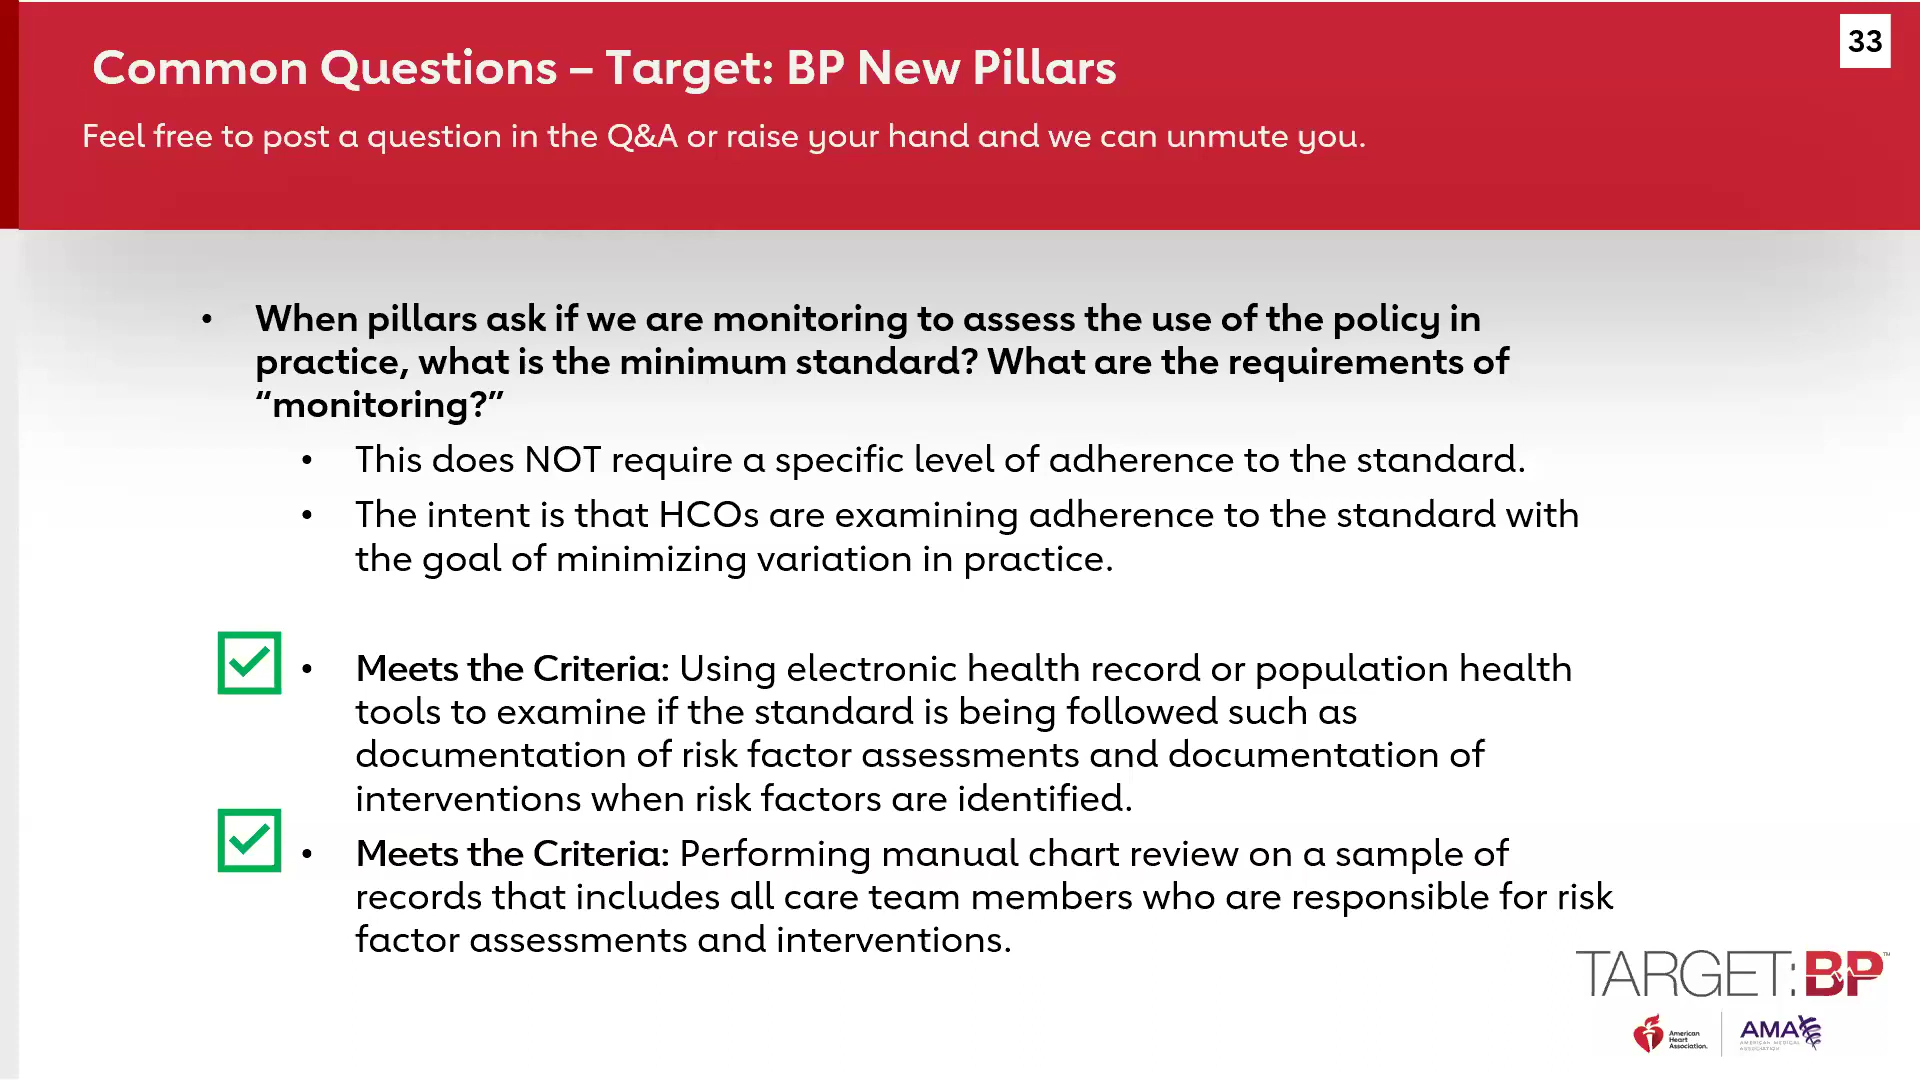 33
Common Questions – Target: BP New Pillars
Feel free to post a question in the Q&A or raise your hand and we can unmute you.
• When pillars ask if we are monitoring to assess the use of the policy in
practice, what is the minimum standard? What are the requirements of
“monitoring?”
• This does NOT require a specific level of adherence to the standard.
• The intent is that HCOs are examining adherence to the standard with
the goal of minimizing variation in practice.
• Meets the Criteria: Using electronic health record or population health
tools to examine if the standard is being followed such as
documentation of risk factor assessments and documentation of
interventions when risk factors are identified.
• Meets the Criteria: Performing manual chart review on a sample of
records that includes all care team members who are responsible for risk
factor assessments and interventions.
TARGET:BP™
American
Heart
Association.
AMA
AMERICAN MEDICAL
ASSOCIATION